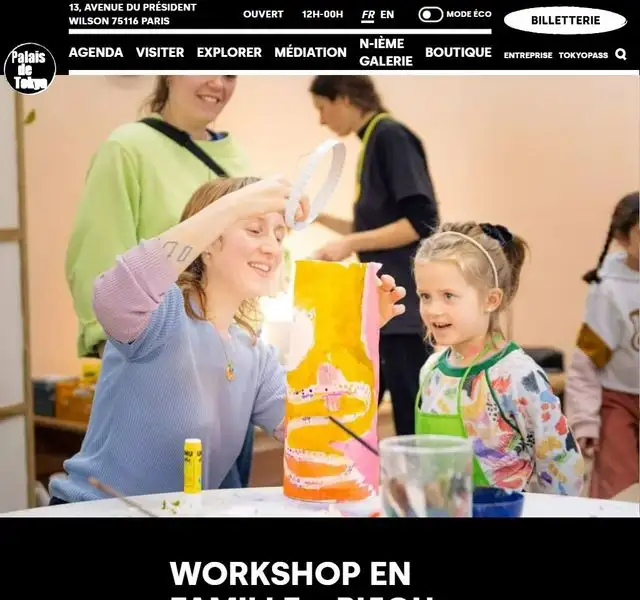 13, AVENUE DU PRÉSIDENT
WILSON 75116 PARIS
OUVERT
12H-00H
FR EN
MODE ÉCO
BILLETTERIE
Palais
de
Tokyo
AGENDA
VISITER
EXPLORER
MÉDIATION
N-IÈME
GALERIE
BOUTIQUE
ENTREPRISE
TOKYOPASS
WORKSHOP EN